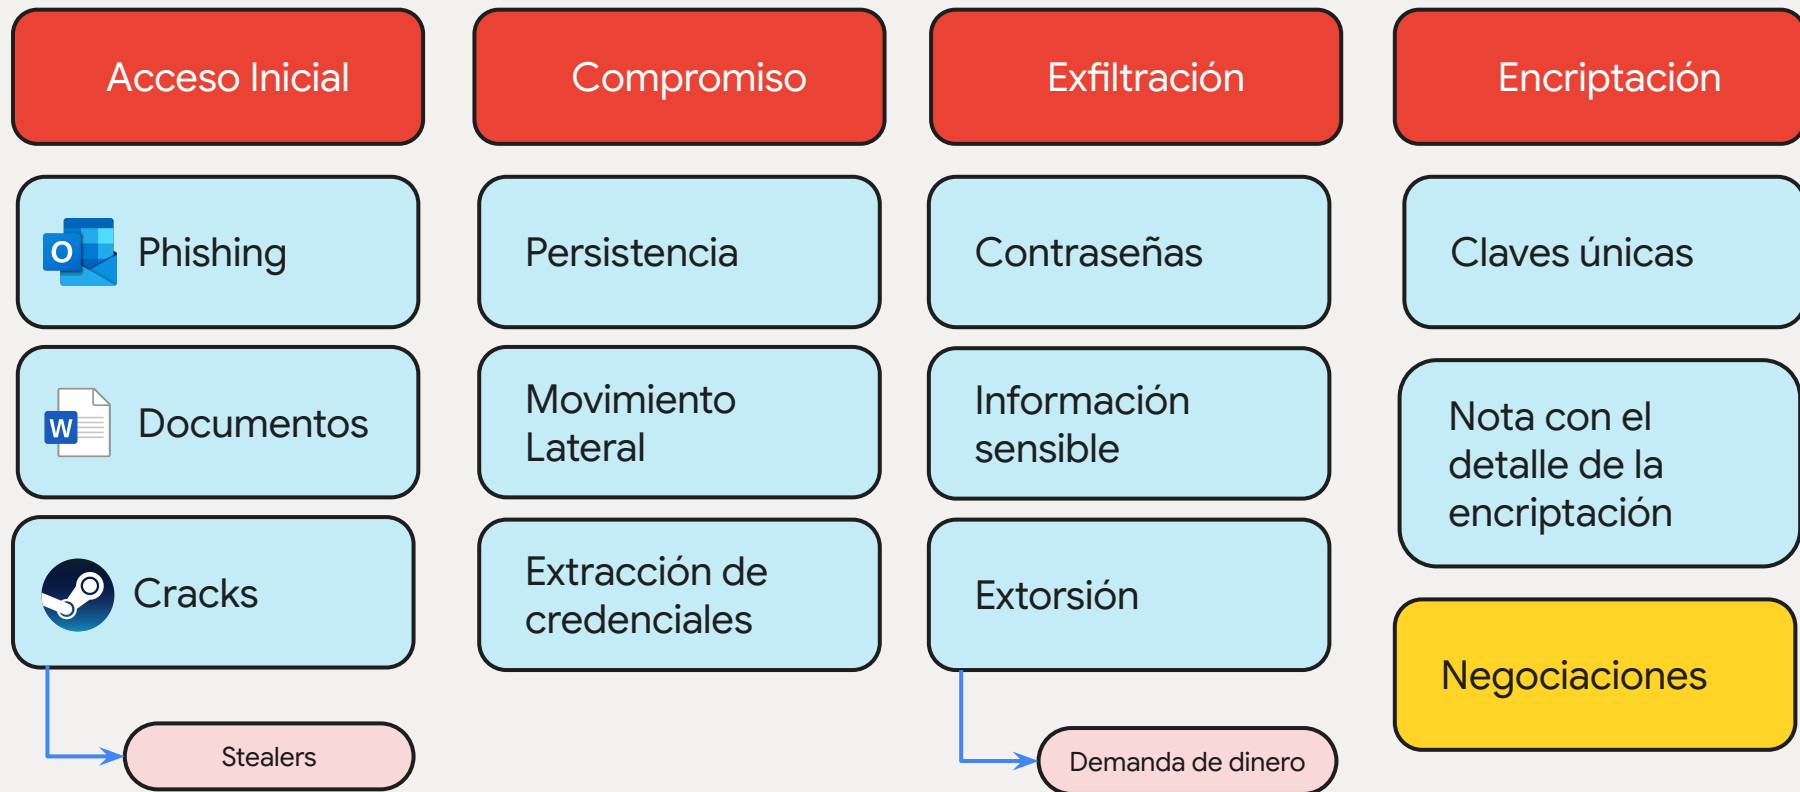 Acceso Inicial
Compromiso
Exfiltración
Encriptación
O
Phishing
Persistencia
Contraseñas
Claves únicas
W
Documentos
Movimiento
Lateral
Información
sensible
Nota con el
detalle de la
encriptación
Cracks
Extracción de
credenciales
Extorsión
Negociaciones
Stealers
Demanda de dinero